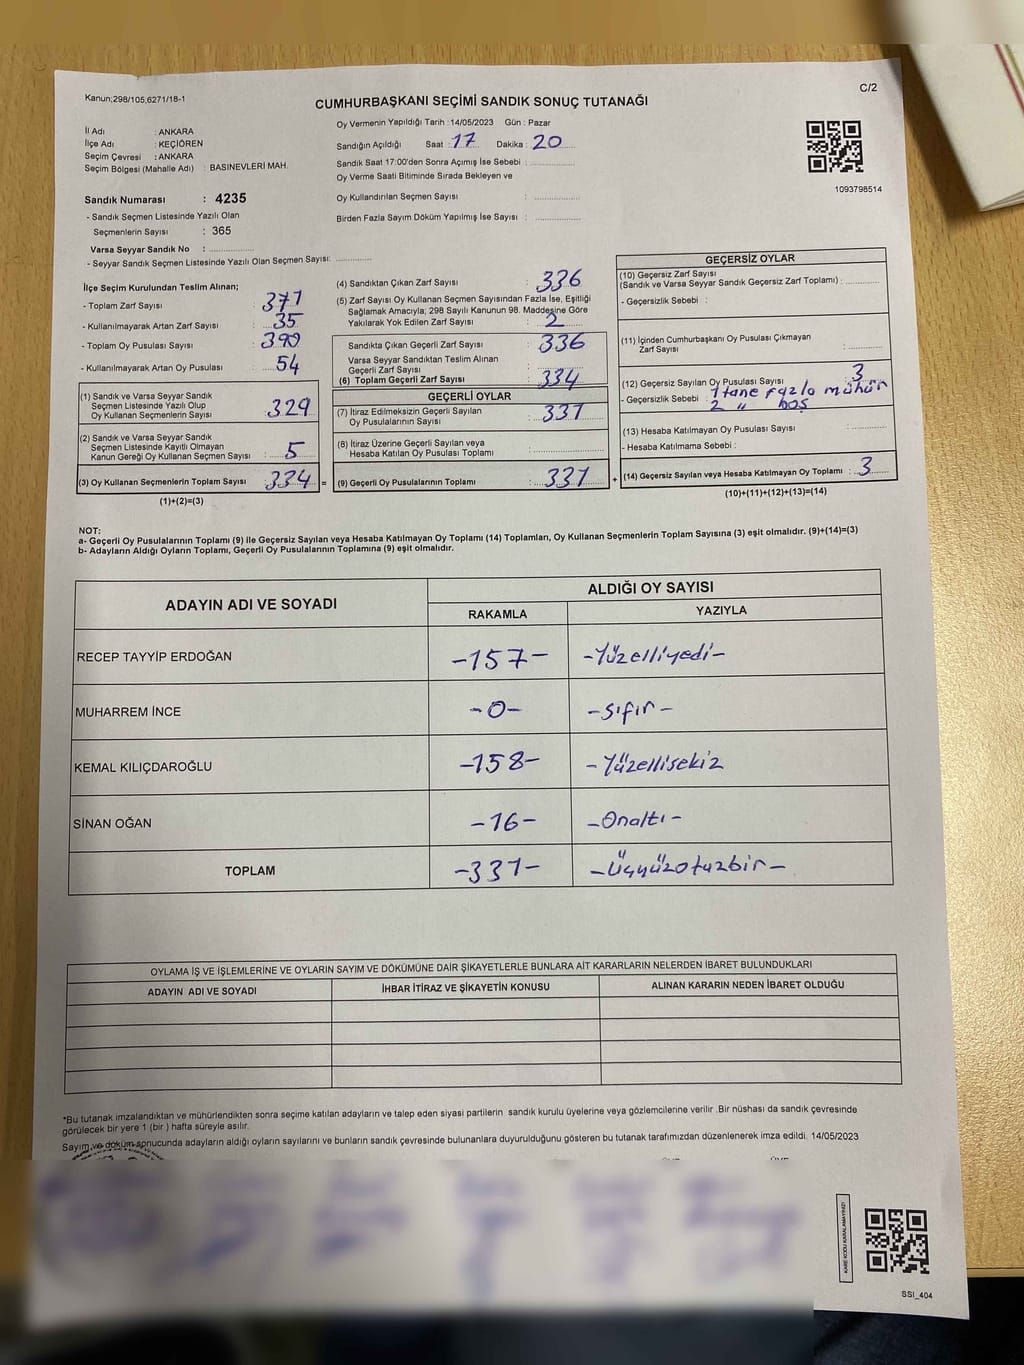 Kanun;298/105,6271/18-1
C/2
CUMHURBAŞKANI SEÇİMİ SANDIK SONUÇ TUTANAĞI
İl Adı : ANKARA
İlçe Adı : KEÇİÖREN
Seçim Çevresi : ANKARA
Seçim Bölgesi (Mahalle Adı) : BASINEVLERİ MAH.
Oy Vermenin Yapıldığı Tarih :14/05/2023 Gün : Pazar
Sandığın Açıldığı Saat : 17 Dakika : 20
Sandık Saat 17:00'den Sonra Açımış İse Sebebi :
Oy Verme Saati Bitiminde Sırada Bekleyen ve
Oy Kullandırılan Seçmen Sayısı :
Birden Fazla Sayım Döküm Yapılmış İse Sayısı :
1093798514
Sandık Numarası : 4235
- Sandık Seçmen Listesinde Yazılı Olan
Seçmenlerin Sayısı : 365
Varsa Seyyar Sandık No :
- Seyyar Sandık Seçmen Listesinde Yazılı Olan Seçmen Sayısı:
İlçe Seçim Kurulundan Teslim Alınan;
- Toplam Zarf Sayısı : 371
- Kullanılmayarak Artan Zarf Sayısı : 35
- Toplam Oy Pusulası Sayısı : 390
- Kullanılmayarak Artan Oy Pusulası : 54
(1) Sandık ve Varsa Seyyar Sandık
Seçmen Listesinde Yazılı Olup
Oy Kullanan Seçmenlerin Sayısı : 329
(2) Sandık ve Varsa Seyyar Sandık
Seçmen Listesinde Kayıtlı Olmayan
Kanun Gereği Oy Kullanan Seçmen Sayısı : 5
(3) Oy Kullanan Seçmenlerin Toplam Sayısı : 334 =
(1)+(2)=(3)
(4) Sandıktan Çıkan Zarf Sayısı : 336
(5) Zarf Sayısı Oy Kullanan Seçmen Sayısından Fazla İse, Eşitliği
Sağlamak Amacıyla; 298 Sayılı Kanunun 98. Maddesine Göre
Yakılarak Yok Edilen Zarf Sayısı : 2
Sandıkta Çıkan Geçerli Zarf Sayısı : 336
Varsa Seyyar Sandıktan Teslim Alınan
Geçerli Zarf Sayısı :
(6) Toplam Geçerli Zarf Sayısı : 334
GEÇERLİ OYLAR
(7) İtiraz Edilmeksizin Geçerli Sayılan
Oy Pusulalarının Sayısı : 331
(8) İtiraz Üzerine Geçerli Sayılan veya
Hesaba Katılan Oy Pusulası Toplamı :
(9) Geçerli Oy Pusulalarının Toplamı : 331 +
GEÇERSİZ OYLAR
(10) Geçersiz Zarf Sayısı
(Sandık ve Varsa Seyyar Sandık Geçersiz Zarf Toplamı) :
- Geçersizlik Sebebi :
(11) İçinden Cumhurbaşkanı Oy Pusulası Çıkmayan
Zarf Sayısı :
(12) Geçersiz Sayılan Oy Pusulası Sayısı : 3
- Geçersizlik Sebebi : 1 tane fazla mühür
2 " boş
(13) Hesaba Katılmayan Oy Pusulası Sayısı :
- Hesaba Katılmama Sebebi :
(14) Geçersiz Sayılan veya Hesaba Katılmayan Oy Toplamı : 3
(10)+(11)+(12)+(13)=(14)
NOT:
a- Geçerli Oy Pusulalarının Toplamı (9) ile Geçersiz Sayılan veya Hesaba Katılmayan Oy Toplamı (14) Toplamları, Oy Kullanan Seçmenlerin Toplam Sayısına (3) eşit olmalıdır. (9)+(14)=(3)
b- Adayların Aldığı Oyların Toplamı, Geçerli Oy Pusulalarının Toplamına (9) eşit olmalıdır.
ADAYIN ADI VE SOYADI
ALDIĞI OY SAYISI
RAKAMLA YAZIYLA
RECEP TAYYİP ERDOĞAN -157- -Yüzelliyedi-
MUHARREM İNCE -0- -sıfır-
KEMAL KILIÇDAROĞLU -158- -Yüzellisekiz
SİNAN OĞAN -16- -Onaltı-
TOPLAM -331- -Üçyüzotuzbir-
OYLAMA İŞ VE İŞLEMLERİNE VE OYLARIN SAYIM VE DÖKÜMÜNE DAİR ŞİKAYETLERLE BUNLARA AİT KARARLARIN NELERDEN İBARET BULUNDUKLARI
ADAYIN ADI VE SOYADI İHBAR İTİRAZ VE ŞİKAYETİN KONUSU ALINAN KARARIN NEDEN İBARET OLDUĞU
*Bu tutanak imzalandıktan ve mühürlendikten sonra seçime katılan adayların ve talep eden siyasi partilerin sandık kurulu üyelerine veya gözlemcilerine verilir .Bir nüshası da sandık çevresinde
görülecek bir yere 1 (bir ) hafta süreyle asılır.
Sayım ve döküm sonucunda adayların aldığı oyların sayılarını ve bunların sandık çevresinde bulunanlara duyurulduğunu gösteren bu tutanak tarafımızdan düzenlenerek imza edildi. 14/05/2023
KARE KODU KARALAMAYINIZ!
SSI_404